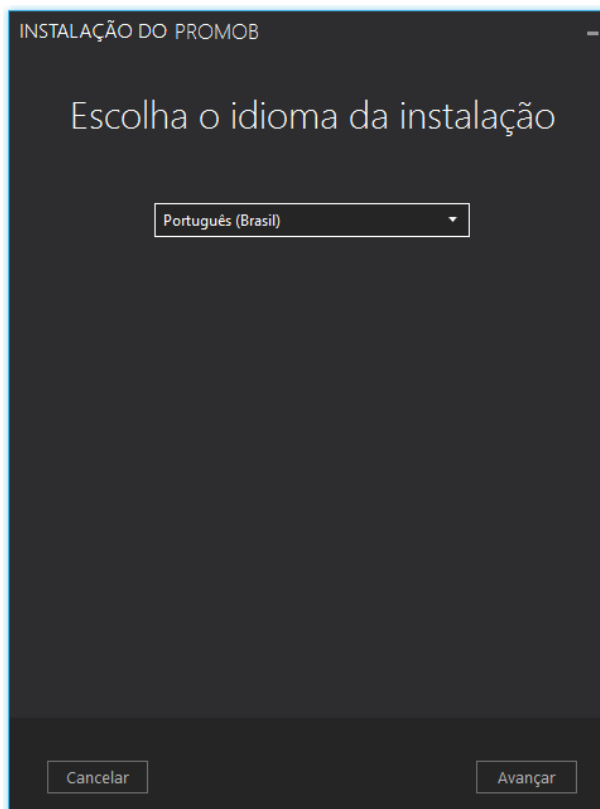 INSTALAÇÃO DO PROMOB
Escolha o idioma da instalação
Português (Brasil)
Cancelar
Avançar